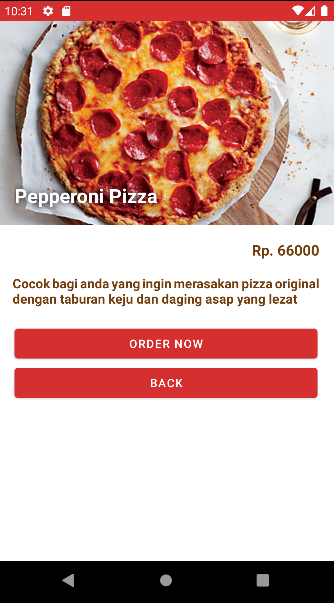 10:31
Pepperoni Pizza
Rp. 66000
Cocok bagi anda yang ingin merasakan pizza original
dengan taburan keju dan daging asap yang lezat
ORDER NOW
BACK